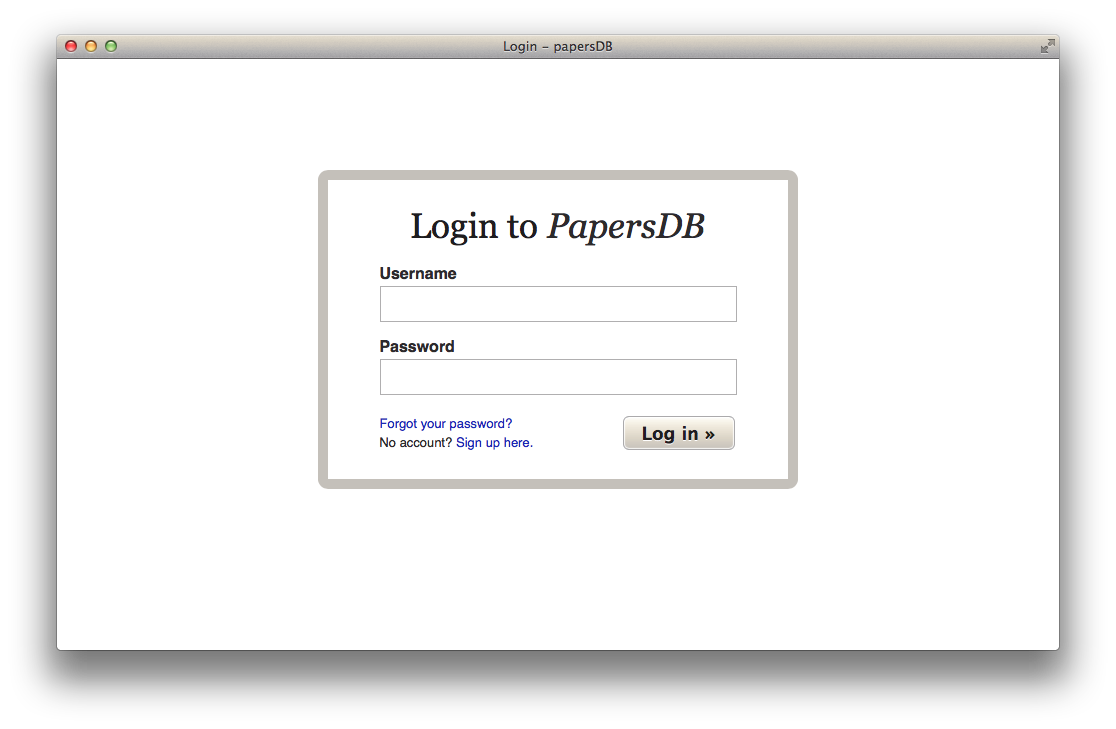 Login – papersDB
Login to PapersDB
Username
Password
Forgot your password?
No account? Sign up here.
Log in »